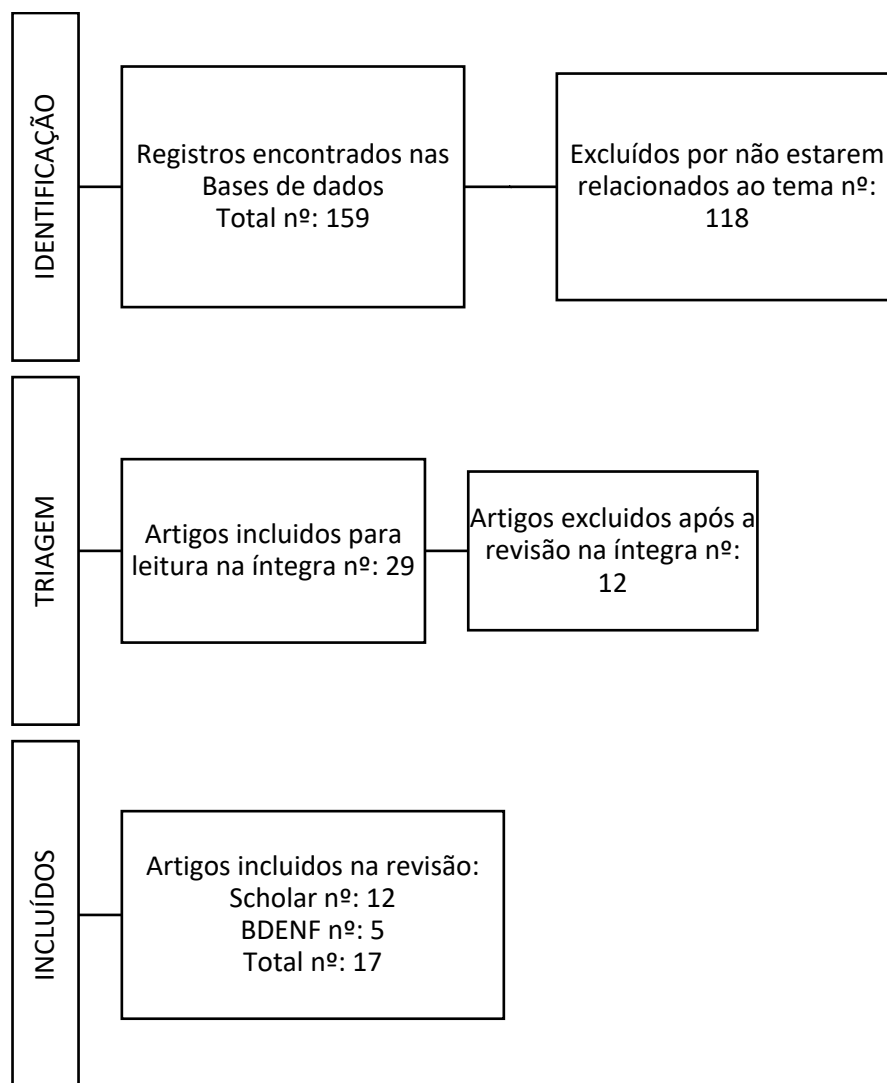 IDENTIFICAÇÃO
Registros encontrados nas
Bases de dados
Total nº: 159
Excluídos por não estarem
relacionados ao tema nº:
118
TRIAGEM
Artigos incluidos para
leitura na íntegra nº: 29
Artigos excluidos após a
revisão na íntegra nº:
12
INCLUÍDOS
Artigos incluidos na revisão:
Scholar nº: 12
BDENF nº: 5
Total nº: 17